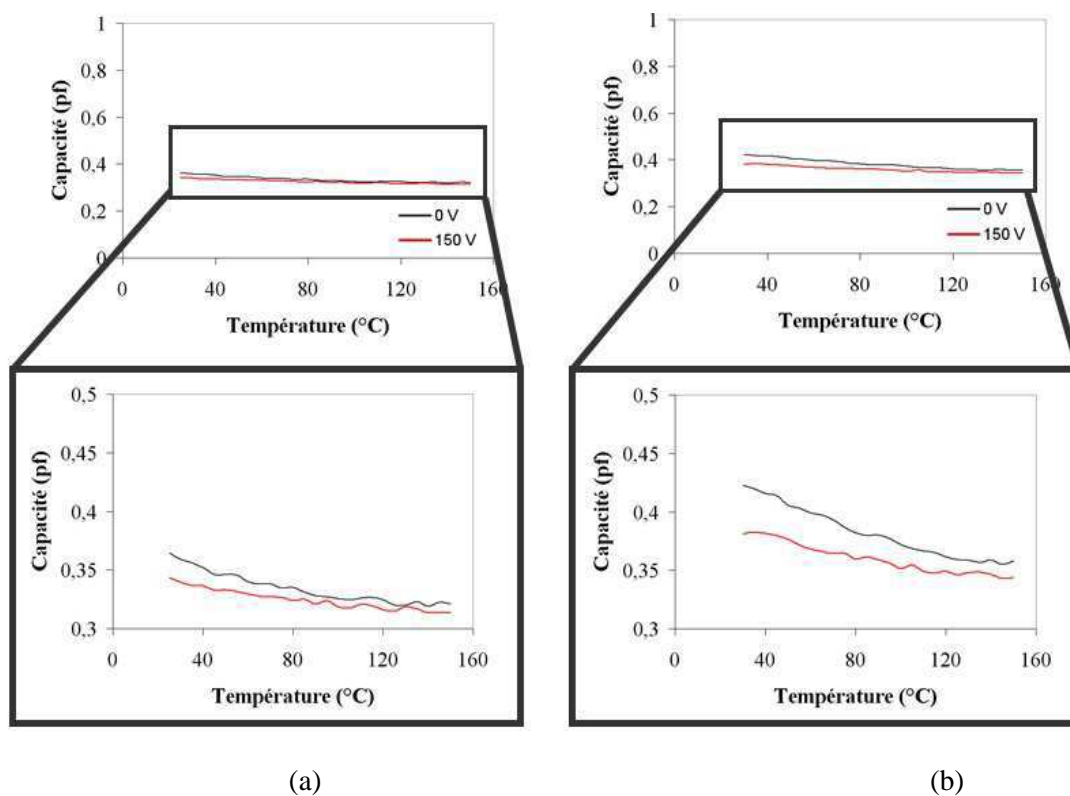 1
0,8
0,6
0,4
0,2
0
Capacité (pf)
0 V
150 V
0 40 80 120 160
Température (°C)
1
0,8
0,6
0,4
0,2
0
Capacité (pf)
0 V
150 V
0 40 80 120 160
Température (°C)
0,5
0,45
0,4
0,35
0,3
Capacité (pf)
0 40 80 120 160
Température (°C)
0,5
0,45
0,4
0,35
0,3
Capacité (pf)
0 40 80 120 160
Température (°C)
(a)
(b)